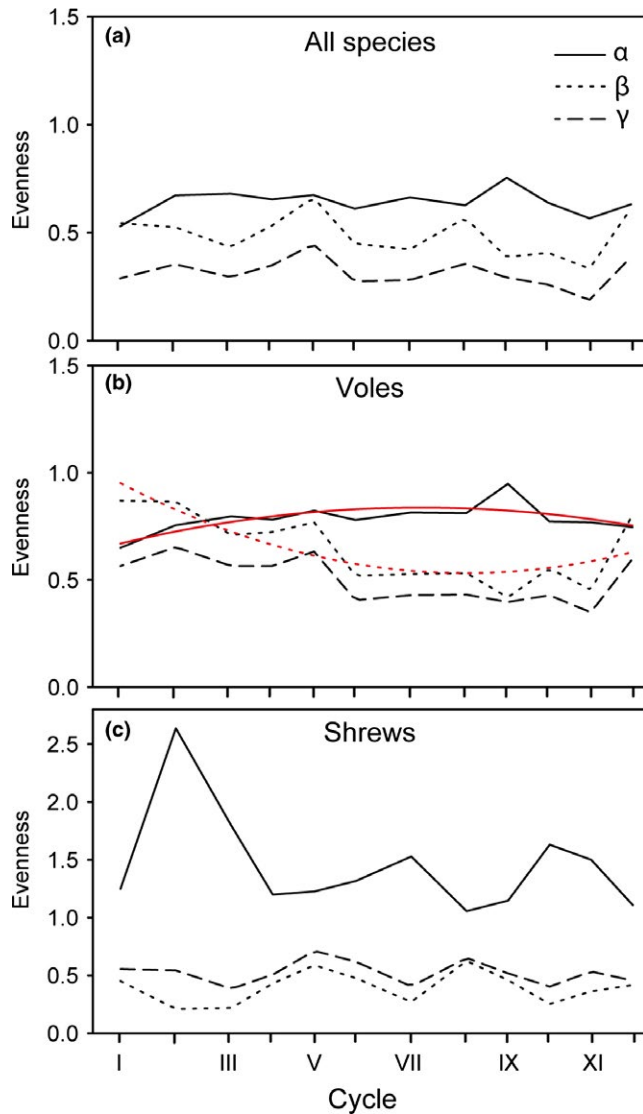 (a)
All species
α
β
γ
Evenness
1.5
1.0
0.5
0.0
(b)
Voles
Evenness
1.5
1.0
0.5
0.0
(c)
Shrews
Evenness
2.5
2.0
1.5
1.0
0.5
0.0
I III V VII IX XI
Cycle